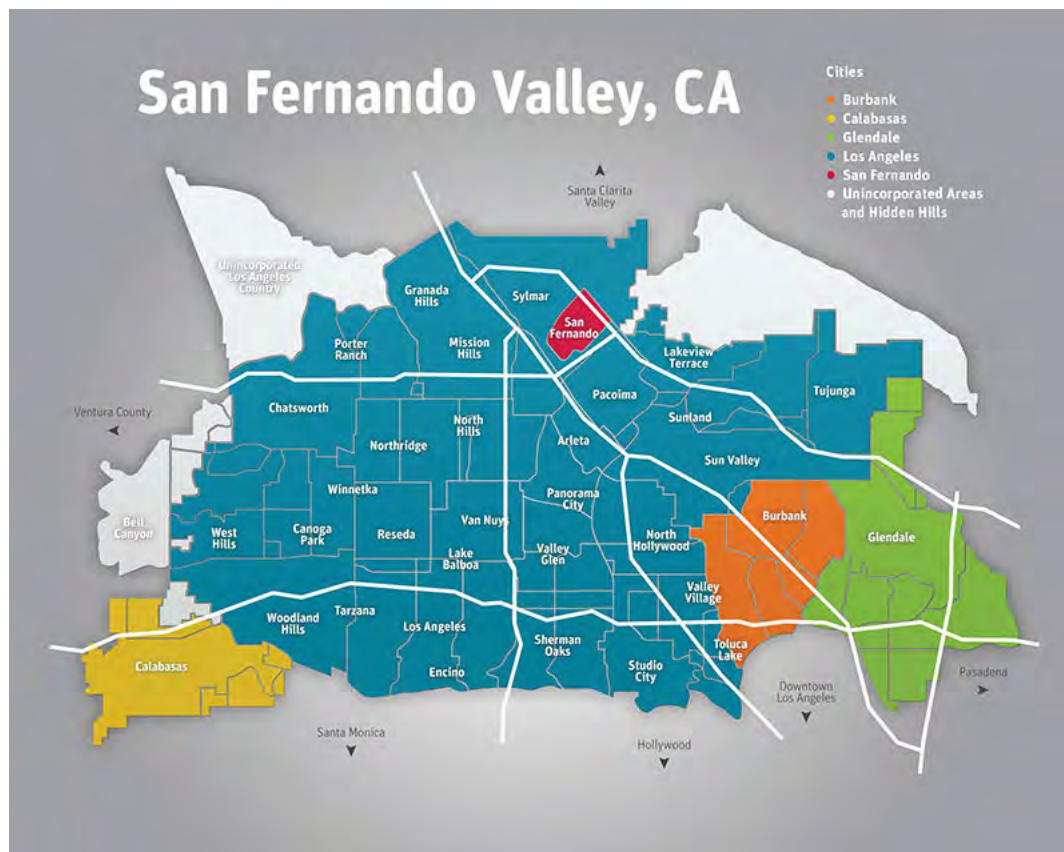 San Fernando Valley, CA
Cities
Burbank
Calabasas
Glendale
Los Angeles
San Fernando
Unincorporated Areas
and Hidden Hills
Santa Clarita
Valley
Unincorporated
Los Angeles
Country
Granada
Hills
Sylmar
San
Fernando
Porter
Ranch
Mission
Hills
Lakeview
Terrace
Tujunga
Ventura County
Chatsworth
Pacoima
Sunland
North
Hills
Northridge
Arleta
Sun Valley
Winnetka
Panorama
City
Bell
Canyon
West
Hills
Canoga
Park
Reseda
Van Nuys
Lake
Balboa
Valley
Glen
North
Hollywood
Burbank
Glendale
Valley
Village
Woodland
Hills
Tarzana
Los Angeles
Sherman
Oaks
Toluca
Lake
Calabasas
Encino
Studio
City
Pasadena
Downtown
Los Angeles
Santa Monica
Hollywood